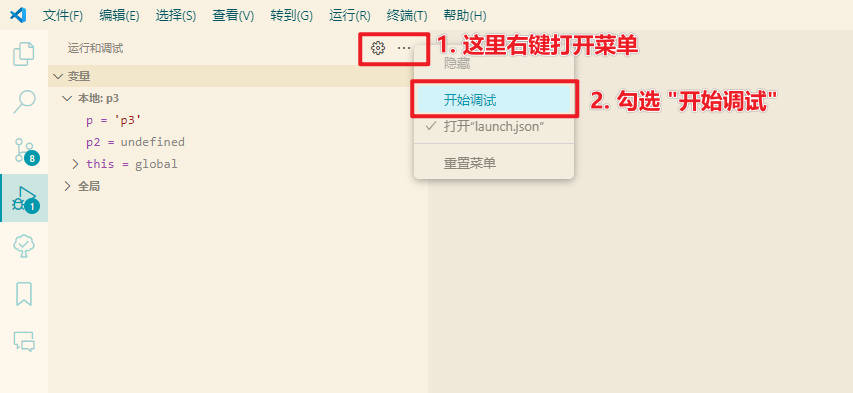 文件(F) 编辑(E) 选择(S) 查看(V) 转到(G) 运行(R) 终端(T) 帮助(H)
运行和调试
1. 这里右键打开菜单
隐藏
变量
本地: p3
开始调试
2. 勾选 "开始调试"
p = 'p3'
打开"launch.json"
p2 = undefined
8
this = global
重置菜单
全局
1